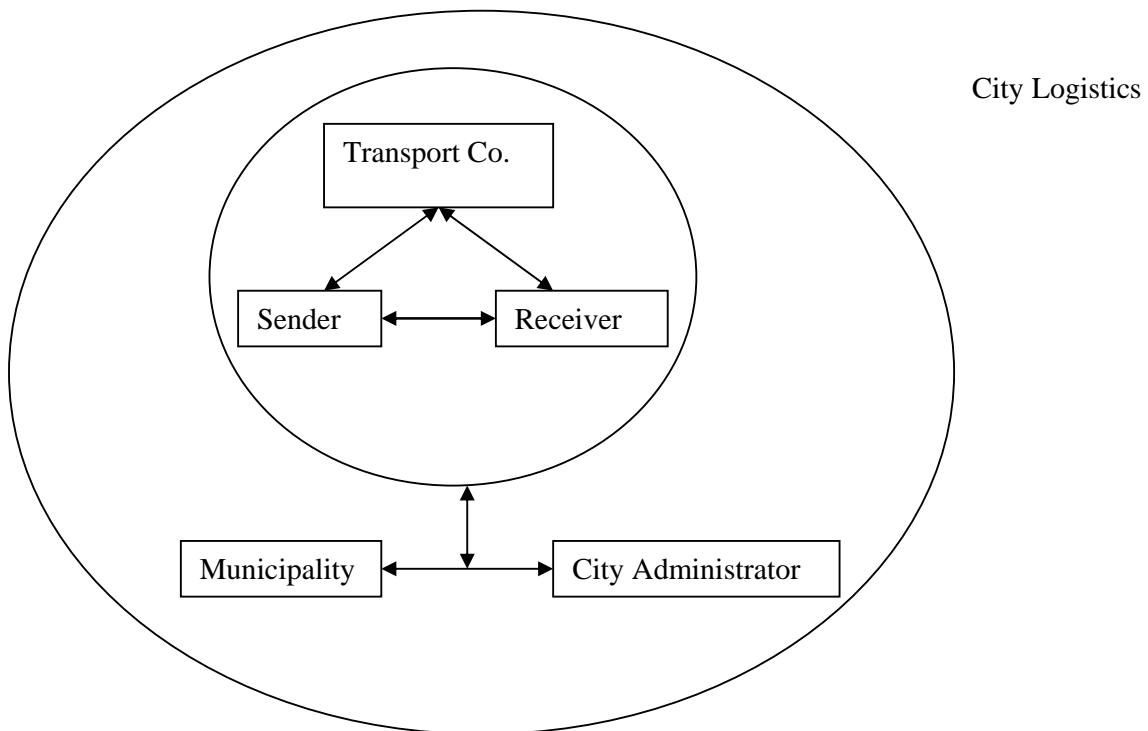 City Logistics
Transport Co.
Sender
Receiver
Municipality
City Administrator